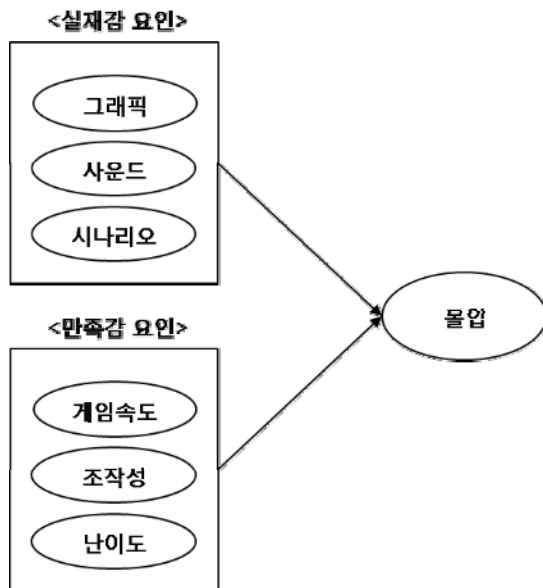 <실재감 요인>
그래픽
사운드
시나리오
<만족감 요인>
게임속도
조작성
난이도
몰입